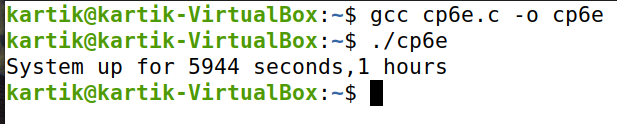 kartik@kartik-VirtualBox:~$ gcc cp6e.c -o cp6e
kartik@kartik-VirtualBox:~$ ./cp6e
System up for 5944 seconds,1 hours
kartik@kartik-VirtualBox:~$